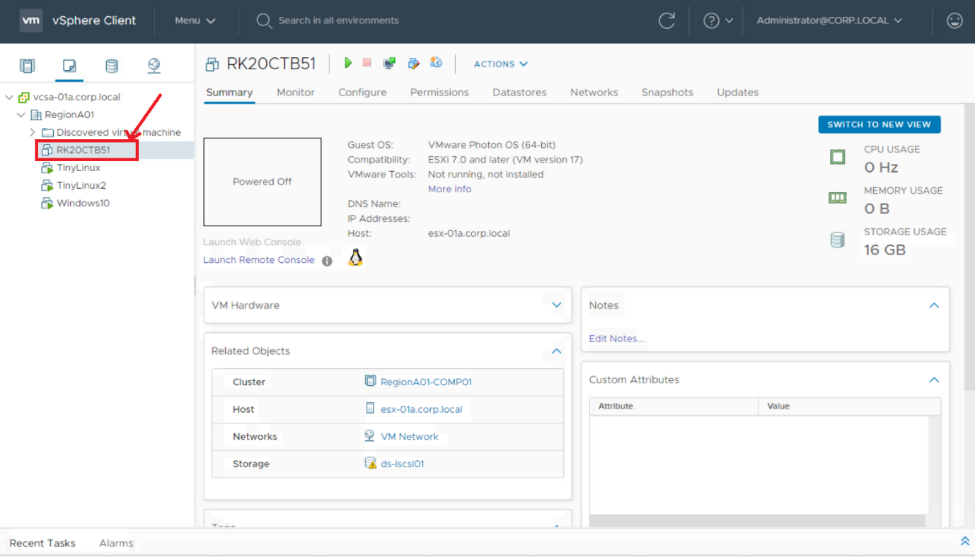 vm vSphere Client Menu Search in all environments Administrator@CORP.LOCAL
RK20CTB51 ACTIONS
Summary Monitor Configure Permissions Datastores Networks Snapshots Updates
vcsa-01a.corp.local
RegionA01
Discovered virtual machine
RK20CTB51
TinyLinux
TinyLinux2
Windows10
Powered Off
Launch Web Console
Launch Remote Console
Guest OS: VMware Photon OS (64-bit)
Compatibility: ESXi 7.0 and later (VM version 17)
VMware Tools: Not running, not installed
More info
DNS Name:
IP Addresses:
Host: esx-01a.corp.local
SWITCH TO NEW VIEW
CPU USAGE
0 Hz
MEMORY USAGE
0 B
STORAGE USAGE
16 GB
VM Hardware
Related Objects
Cluster RegionA01-COMP01
Host esx-01a.corp.local
Networks VM Network
Storage ds-iscsi01
Notes
Edit Notes...
Custom Attributes
Attribute Value
Recent Tasks Alarms